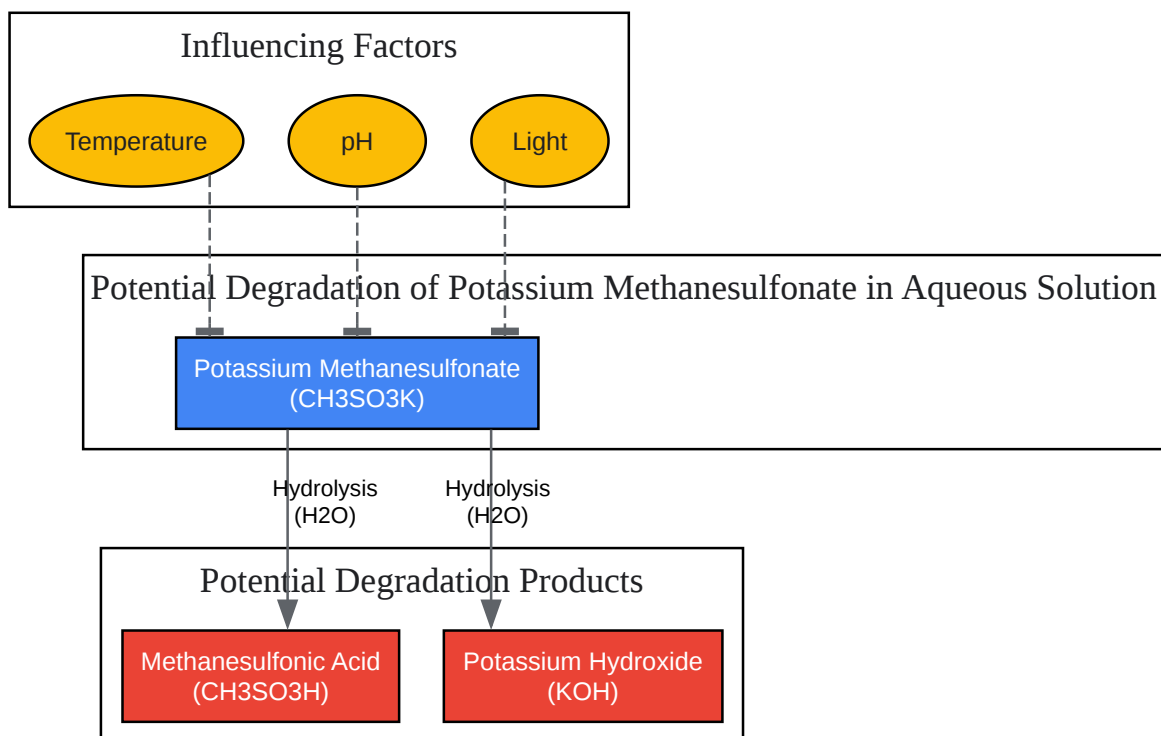 Influencing Factors
Temperature
pH
Light
Potential Degradation of Potassium Methanesulfonate in Aqueous Solution
Potassium Methanesulfonate
(CH3SO3K)
Hydrolysis
(H2O)
Hydrolysis
(H2O)
Potential Degradation Products
Methanesulfonic Acid
(CH3SO3H)
Potassium Hydroxide
(KOH)